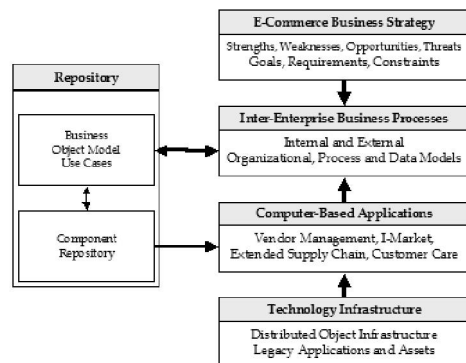 E-Commerce Business Strategy
Strengths, Weaknesses, Opportunities, Threats
Goals, Requirements, Constraints
Repository
Business
Object Model
Use Cases
Component
Repository
Inter-Enterprise Business Processes
Internal and External
Organizational, Process and Data Models
Computer-Based Applications
Vendor Management, I-Market,
Extended Supply Chain, Customer Care
Technology Infrastructure
Distributed Object Infrastructure
Legacy Applications and Assets